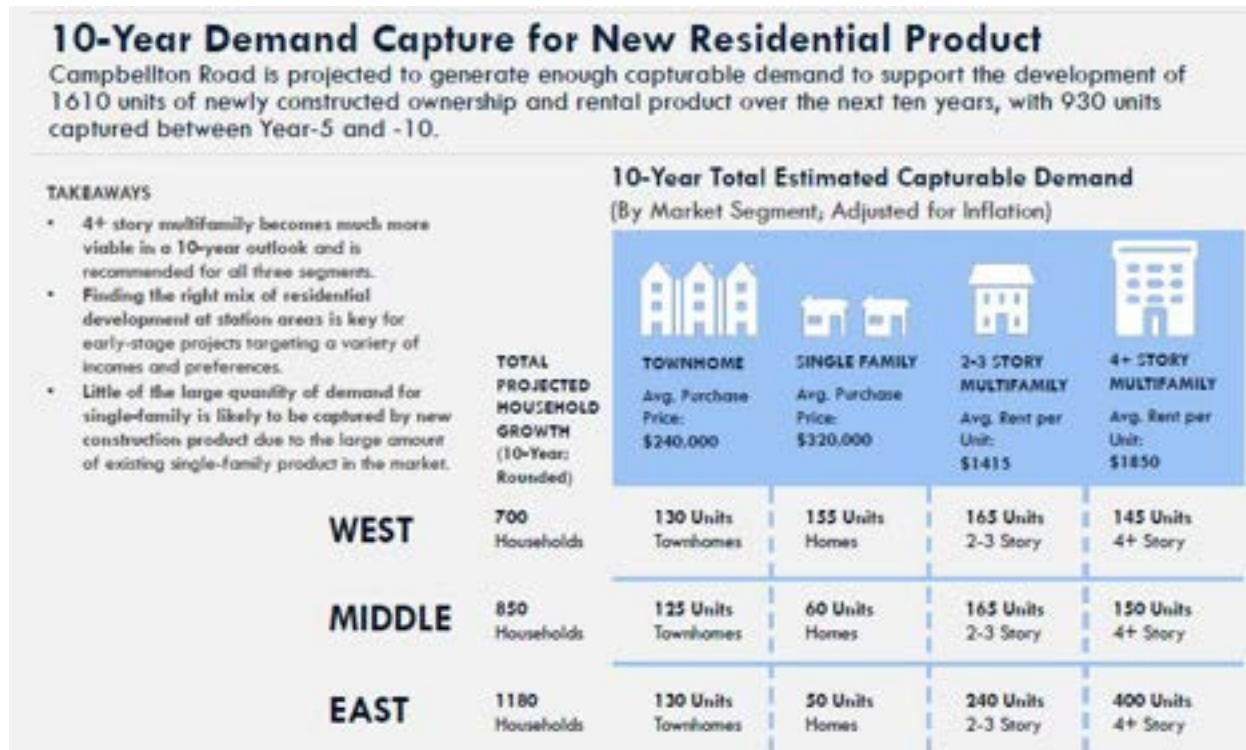 10-Year Demand Capture for New Residential Product
Campbellton Road is projected to generate enough capturable demand to support the development of
1610 units of newly constructed ownership and rental product over the next ten years, with 930 units
captured between Year-5 and -10.
TAKEAWAYS
• 4+ story multifamily becomes much more
viable in a 10-year outlook and is
recommended for all three segments.
• Finding the right mix of residential
development at station areas is key for
early-stage projects targeting a variety of
incomes and preferences.
• Little of the large quantity of demand for
single-family is likely to be captured by new
construction product due to the large amount
of existing single-family product in the market.
10-Year Total Estimated Capturable Demand
(By Market Segment; Adjusted for Inflation)
TOTAL
PROJECTED
HOUSEHOLD
GROWTH
(10-Year:
Rounded)
TOWNHOME
Avg. Purchase
Price:
$240,000
SINGLE FAMILY
Avg. Purchase
Price:
$320,000
2-3 STORY
MULTIFAMILY
Avg. Rent per
Unit:
$1415
4+ STORY
MULTIFAMILY
Avg. Rent per
Unit:
$1850
WEST
700
Households
130 Units
Townhomes
155 Units
Homes
165 Units
2-3 Story
145 Units
4+ Story
MIDDLE
850
Households
125 Units
Townhomes
60 Units
Homes
165 Units
2-3 Story
150 Units
4+ Story
EAST
1180
Households
130 Units
Townhomes
50 Units
Homes
240 Units
2-3 Story
400 Units
4+ Story